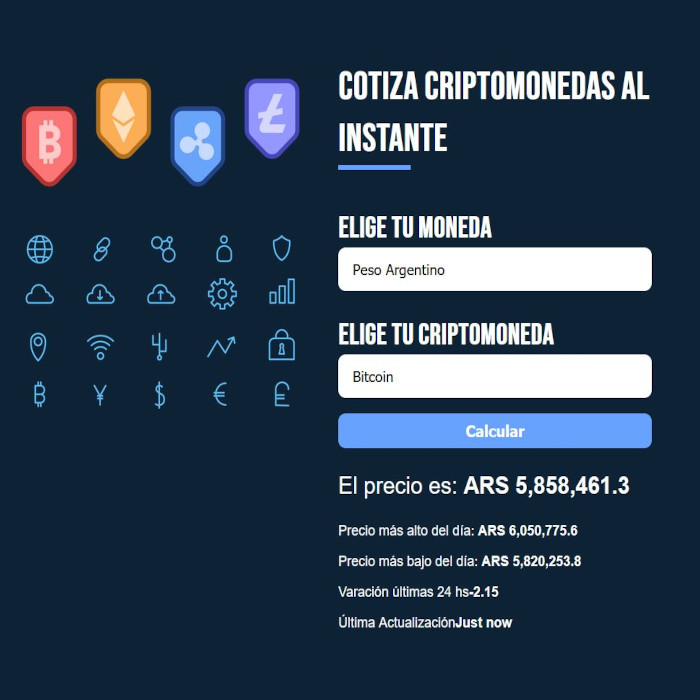 COTIZA CRIPTOMONEDAS AL
INSTANTE
ELIGE TU MONEDA
Peso Argentino
ELIGE TU CRIPTOMONEDA
Bitcoin
Calcular
El precio es: ARS 5,858,461.3
Precio más alto del día: ARS 6,050,775.6
Precio más bajo del día: ARS 5,820,253.8
Varación últimas 24 hs-2.15
Última ActualizaciónJust now